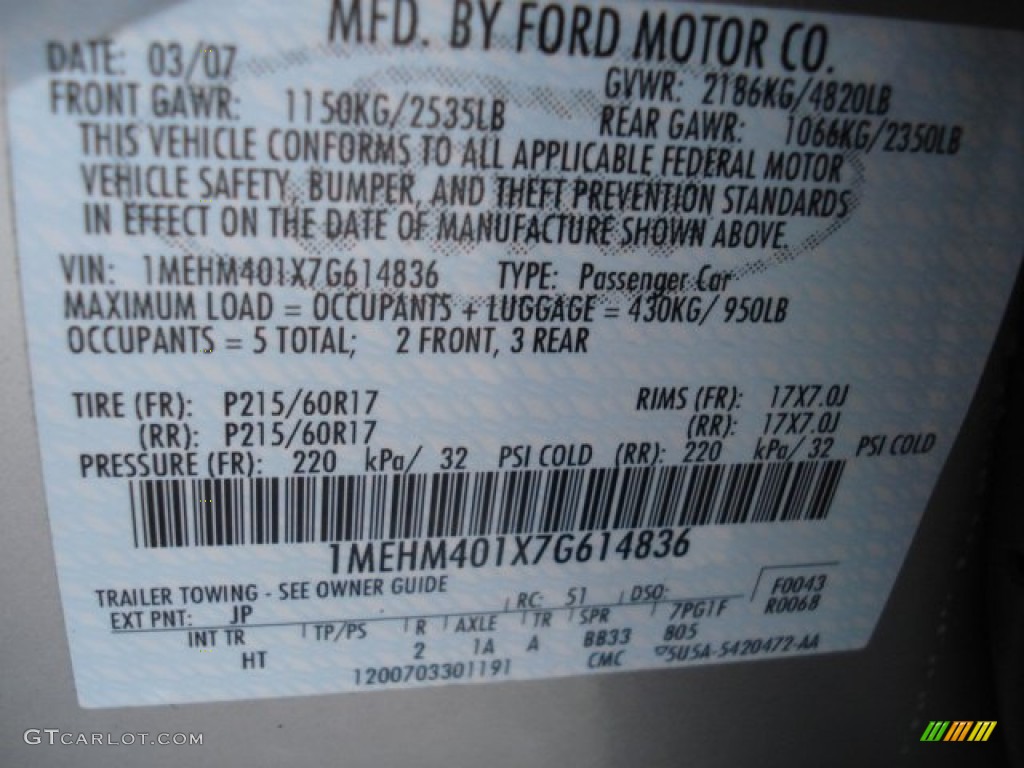 MFD. BY FORD MOTOR CO.
DATE: 03/07 GVWR: 2186KG/4820LB
FRONT GAWR: 1150KG/2535LB REAR GAWR: 1066KG/2350LB
THIS VEHICLE CONFORMS TO ALL APPLICABLE FEDERAL MOTOR
VEHICLE SAFETY, BUMPER, AND THEFT PREVENTION STANDARDS
IN EFFECT ON THE DATE OF MANUFACTURE SHOWN ABOVE.
VIN: 1MEHM401X7G614836 TYPE: Passenger Car
MAXIMUM LOAD = OCCUPANTS + LUGGAGE = 430KG/ 950LB
OCCUPANTS = 5 TOTAL; 2 FRONT, 3 REAR
TIRE (FR): P215/60R17 RIMS (FR): 17X7.0J
(RR): P215/60R17 (RR): 17X7.0J
PRESSURE (FR): 220 kPa/ 32 PSI COLD (RR): 220 kPa/ 32 PSI COLD
1MEHM401X7G614836
TRAILER TOWING - SEE OWNER GUIDE
EXT PNT: JP RC: 51 DSO: F0043
INT TR TP/PS R AXLE TR SPR 7PG1F R0068
HT 2 1A A BB33 B05
1200703301191 CMC 5U5A-5420472-AA
GTCARLOT.COM